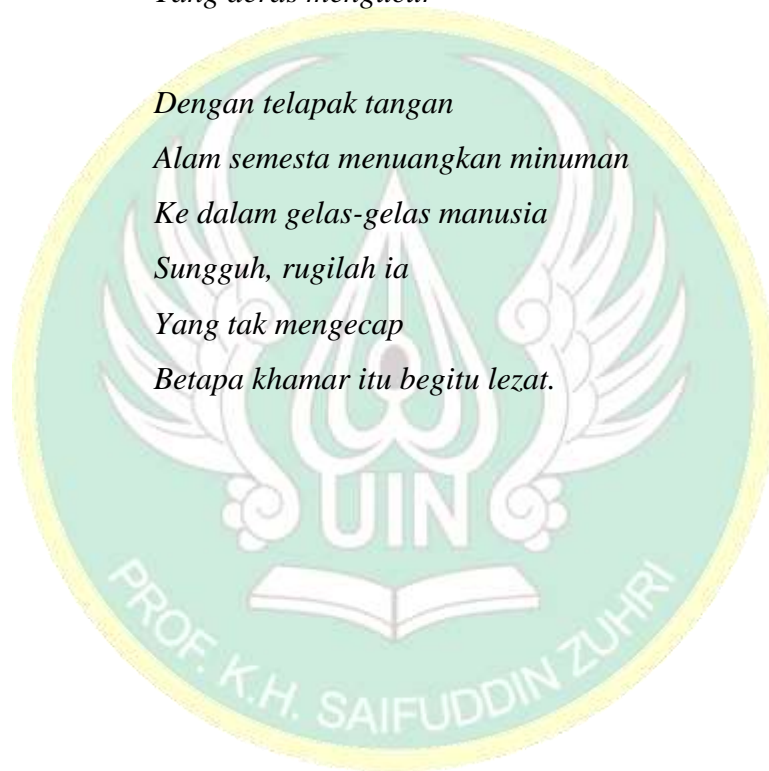 Dengan telapak tangan
Alam semesta menuangkan minuman
Ke dalam gelas-gelas manusia
Sungguh, rugilah ia
Yang tak mengecap
Betapa khamar itu begitu lezat.
UIN
PROF. K.H. SAIFUDDIN ZUHRI